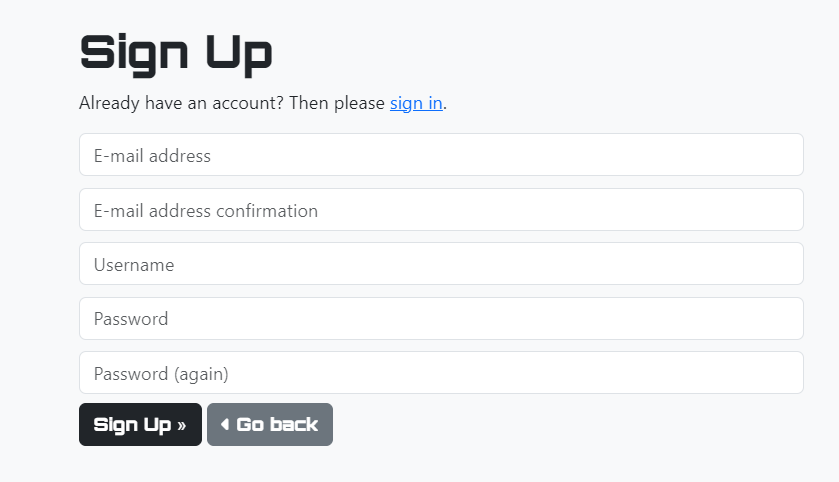 Sign Up
Already have an account? Then please sign in.
E-mail address
E-mail address confirmation
Username
Password
Password (again)
Sign Up » Go back